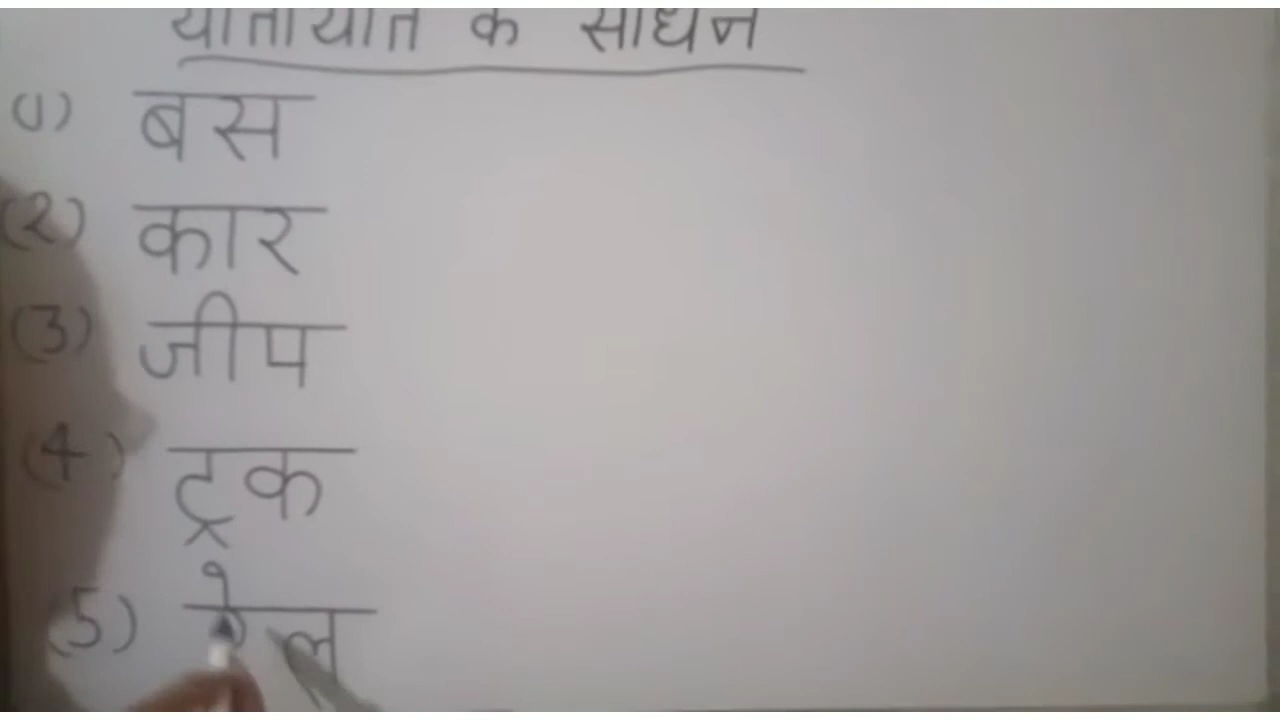 यातायात के साधन
(1) बस
(2) कार
(3) जीप
(4) ट्रक
(5) रेल